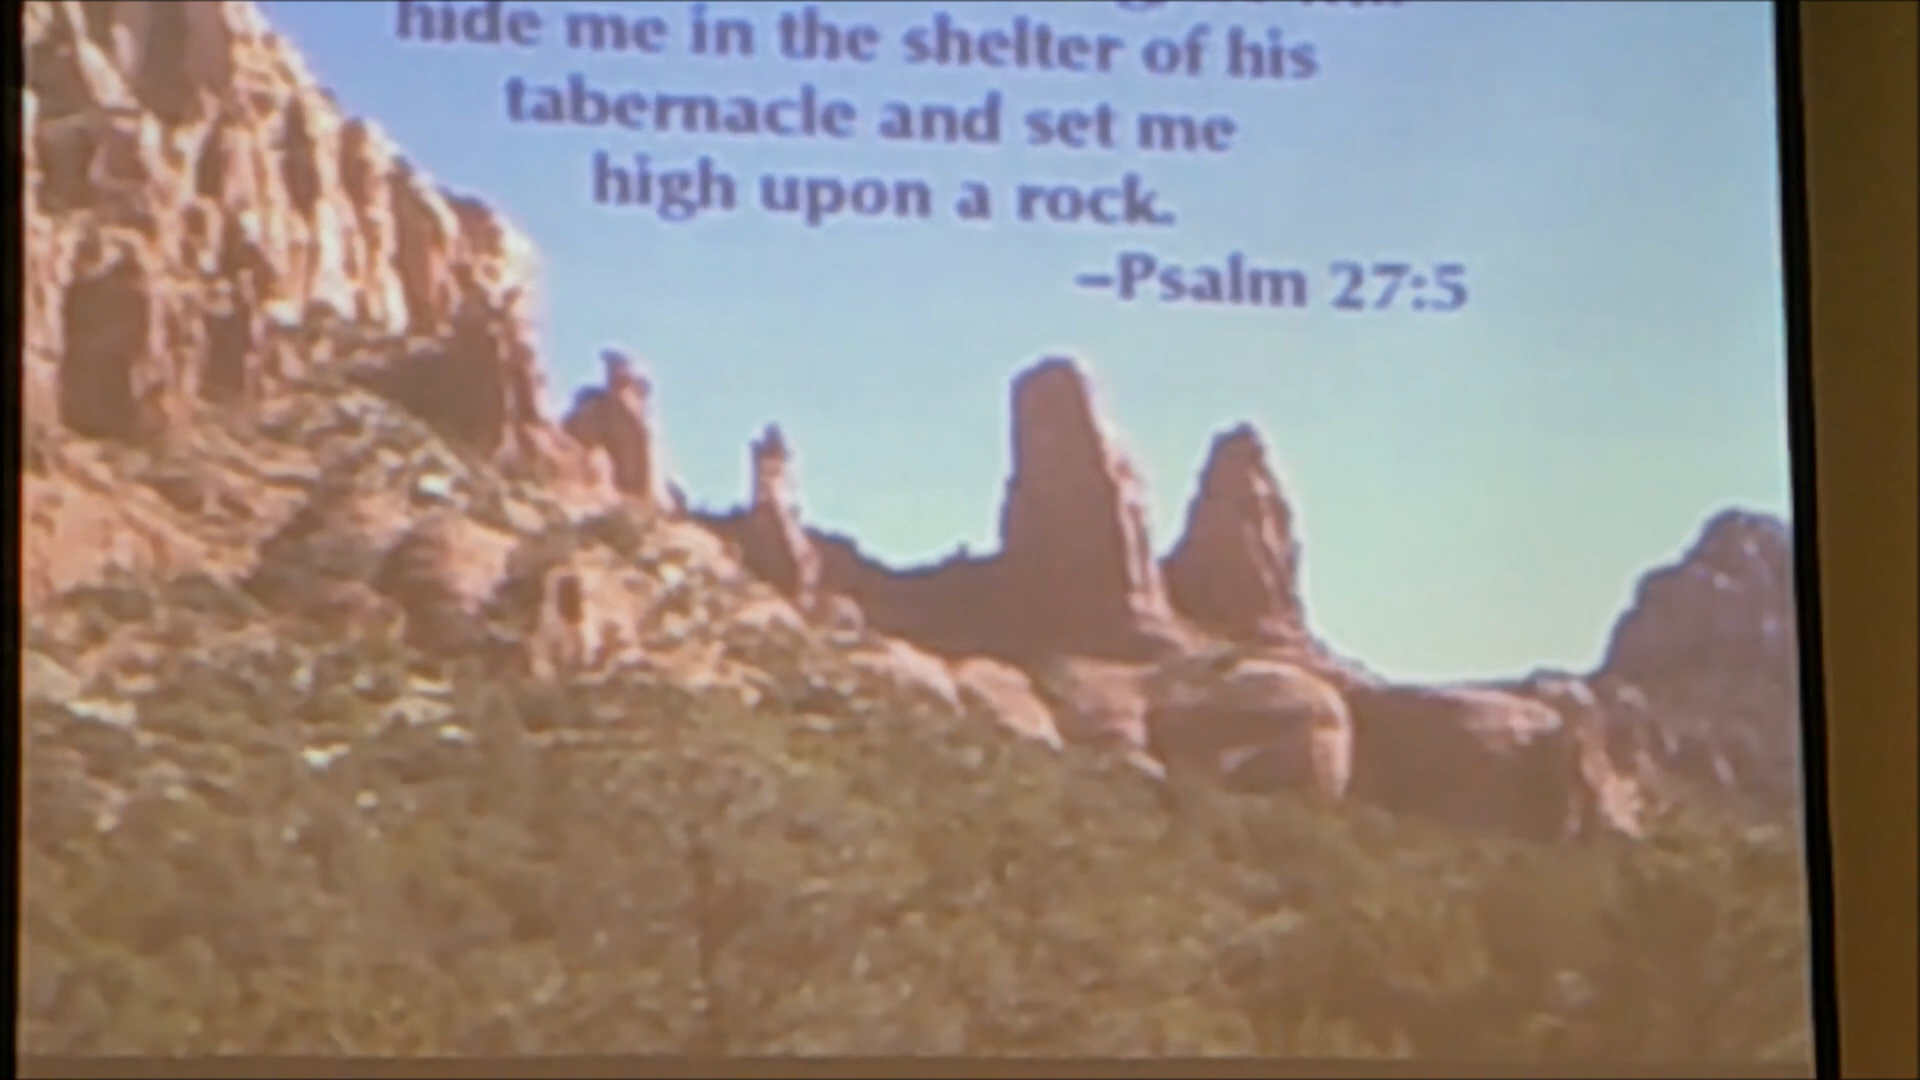 hide me in the shelter of his
tabernacle and set me
high upon a rock.
–Psalm 27:5